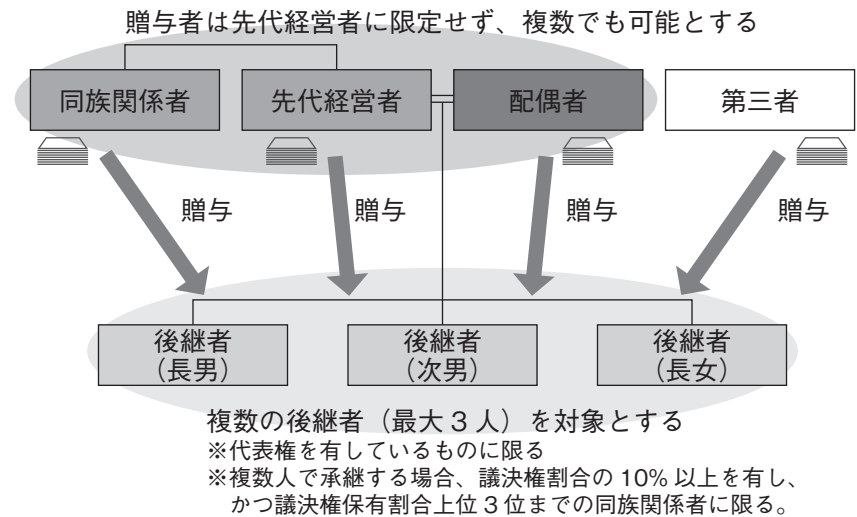 贈与者は先代経営者に限定せず、複数でも可能とする
同族関係者
先代経営者
配偶者
第三者
贈与
贈与
贈与
贈与
後継者
（長男）
後継者
（次男）
後継者
（長女）
複数の後継者（最大３人）を対象とする
※代表権を有しているものに限る
※複数人で承継する場合、議決権割合の 10% 以上を有し、
かつ議決権保有割合上位３位までの同族関係者に限る。